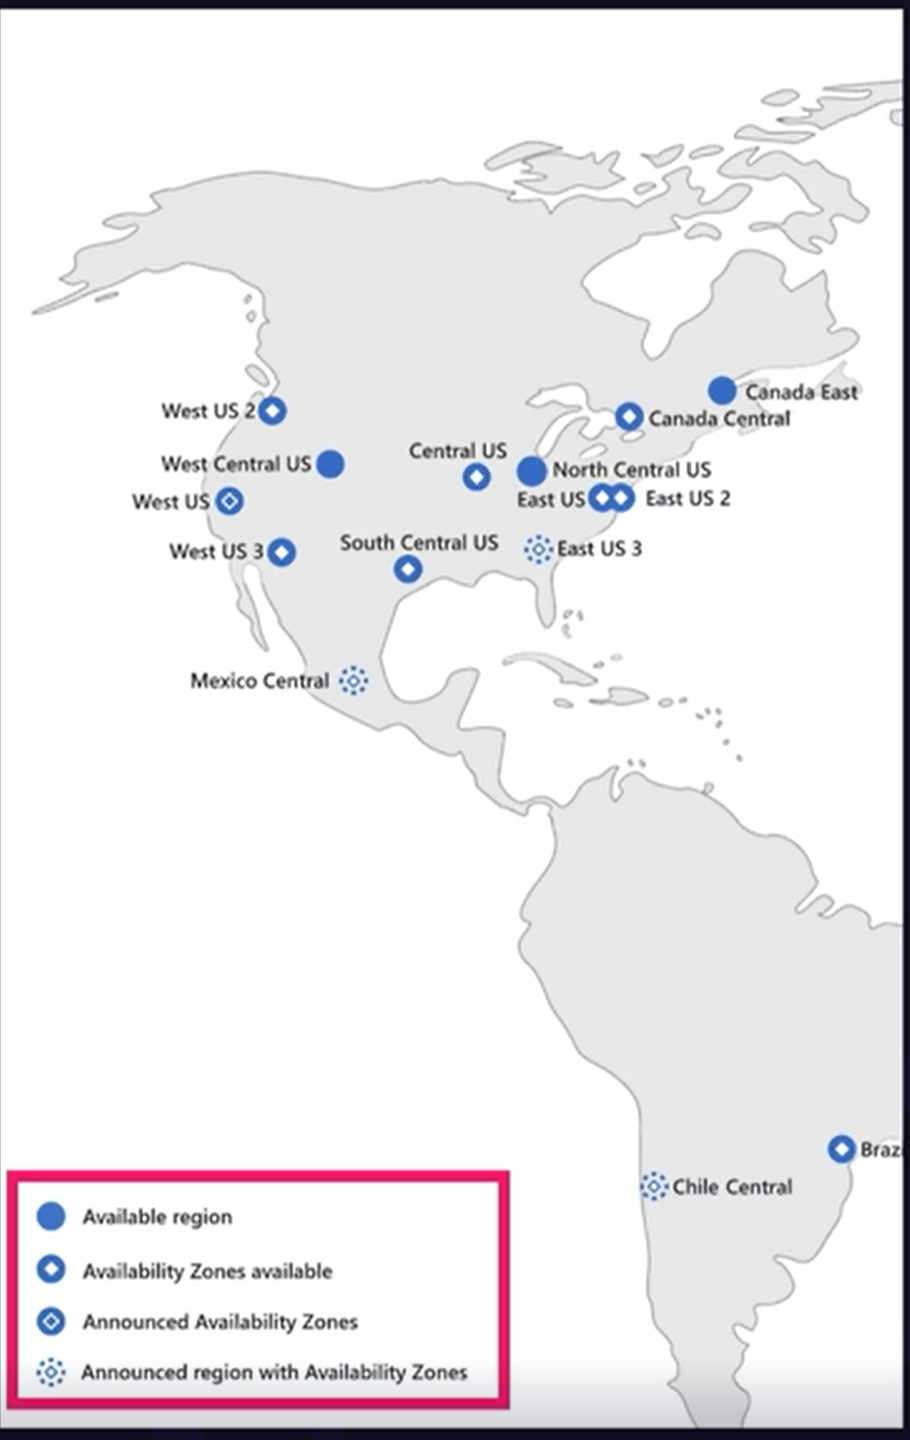 Canada East
West US 2
Canada Central
Central US
West Central US
North Central US
West US
East US
East US 2
South Central US
West US 3
East US 3
Mexico Central
Brazi
Chile Central
Available region
Availability Zones available
Announced Availability Zones
Announced region with Availability Zones